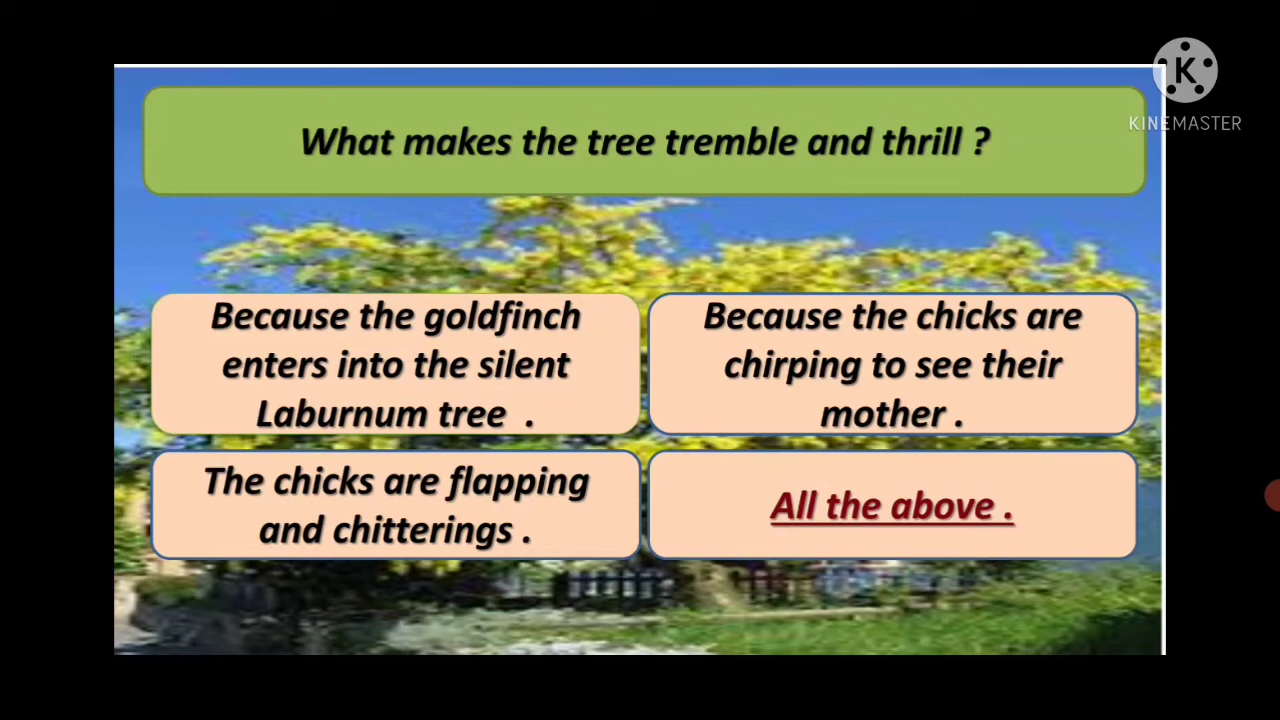 K
KINEMASTER
What makes the tree tremble and thrill ?
Because the goldfinch
enters into the silent
Laburnum tree .
Because the chicks are
chirping to see their
mother .
The chicks are flapping
and chitterings .
All the above .